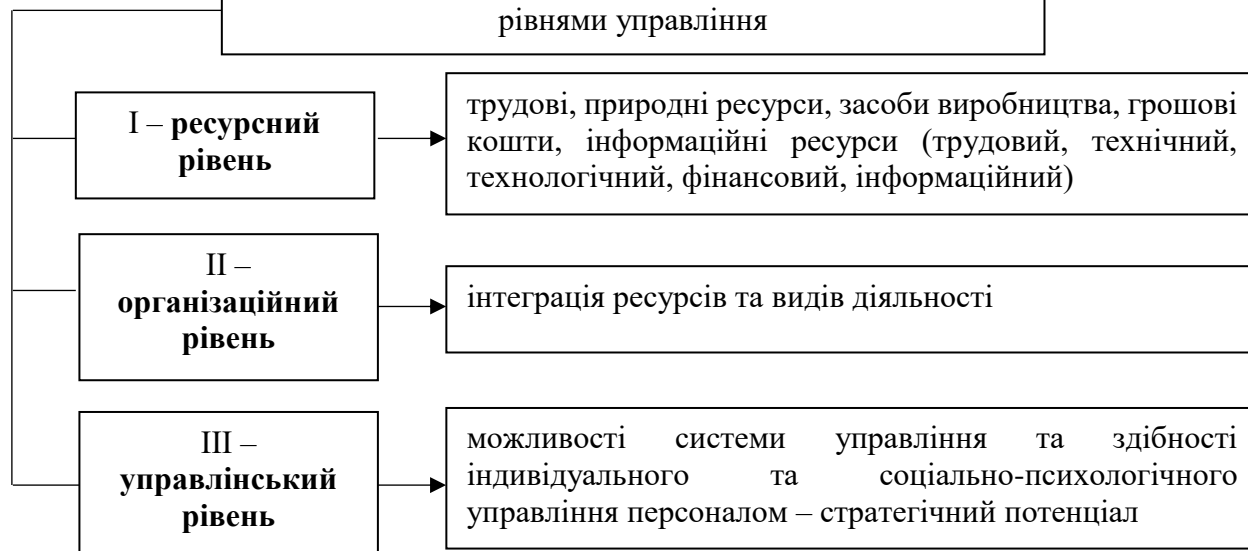 рівнями управління
І – ресурсний
рівень
трудові, природні ресурси, засоби виробництва, грошові
кошти, інформаційні ресурси (трудовий, технічний,
технологічний, фінансовий, інформаційний)
ІІ –
організаційний
рівень
інтеграція ресурсів та видів діяльності
ІІІ –
управлінський
рівень
можливості системи управління та здібності
індивідуального та соціально-психологічного
управління персоналом – стратегічний потенціал